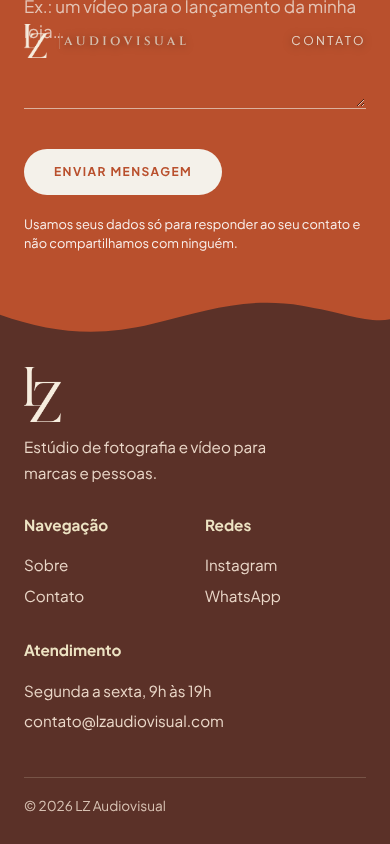 Ex.: um vídeo para o lançamento da minha
loja…
LZ AUDIOVISUAL
CONTATO
ENVIAR MENSAGEM
Usamos seus dados só para responder ao seu contato e
não compartilhamos com ninguém.
LZ
Estúdio de fotografia e vídeo para
marcas e pessoas.
Navegação
Redes
Sobre
Instagram
Contato
WhatsApp
Atendimento
Segunda a sexta, 9h às 19h
contato@lzaudiovisual.com
© 2026 LZ Audiovisual